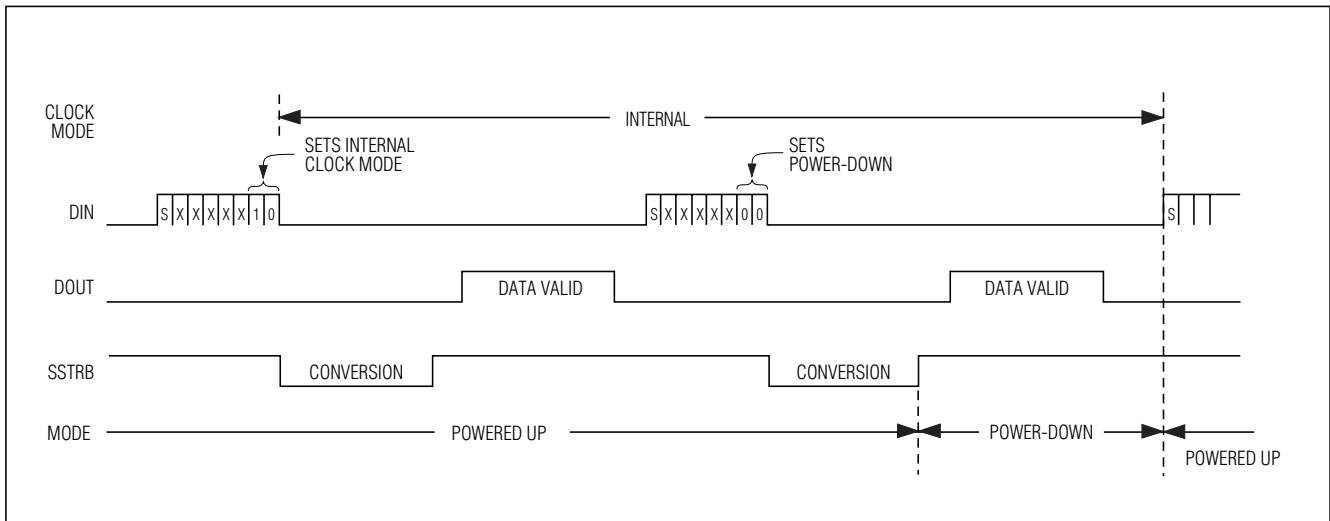 CLOCK
MODE
INTERNAL
SETS INTERNAL
CLOCK MODE
SETS
POWER-DOWN
DIN
S X X X X X 1 0
S X X X X X 0 0
S
DOUT
DATA VALID
DATA VALID
SSTRB
CONVERSION
CONVERSION
MODE
POWERED UP
POWER-DOWN
POWERED UP